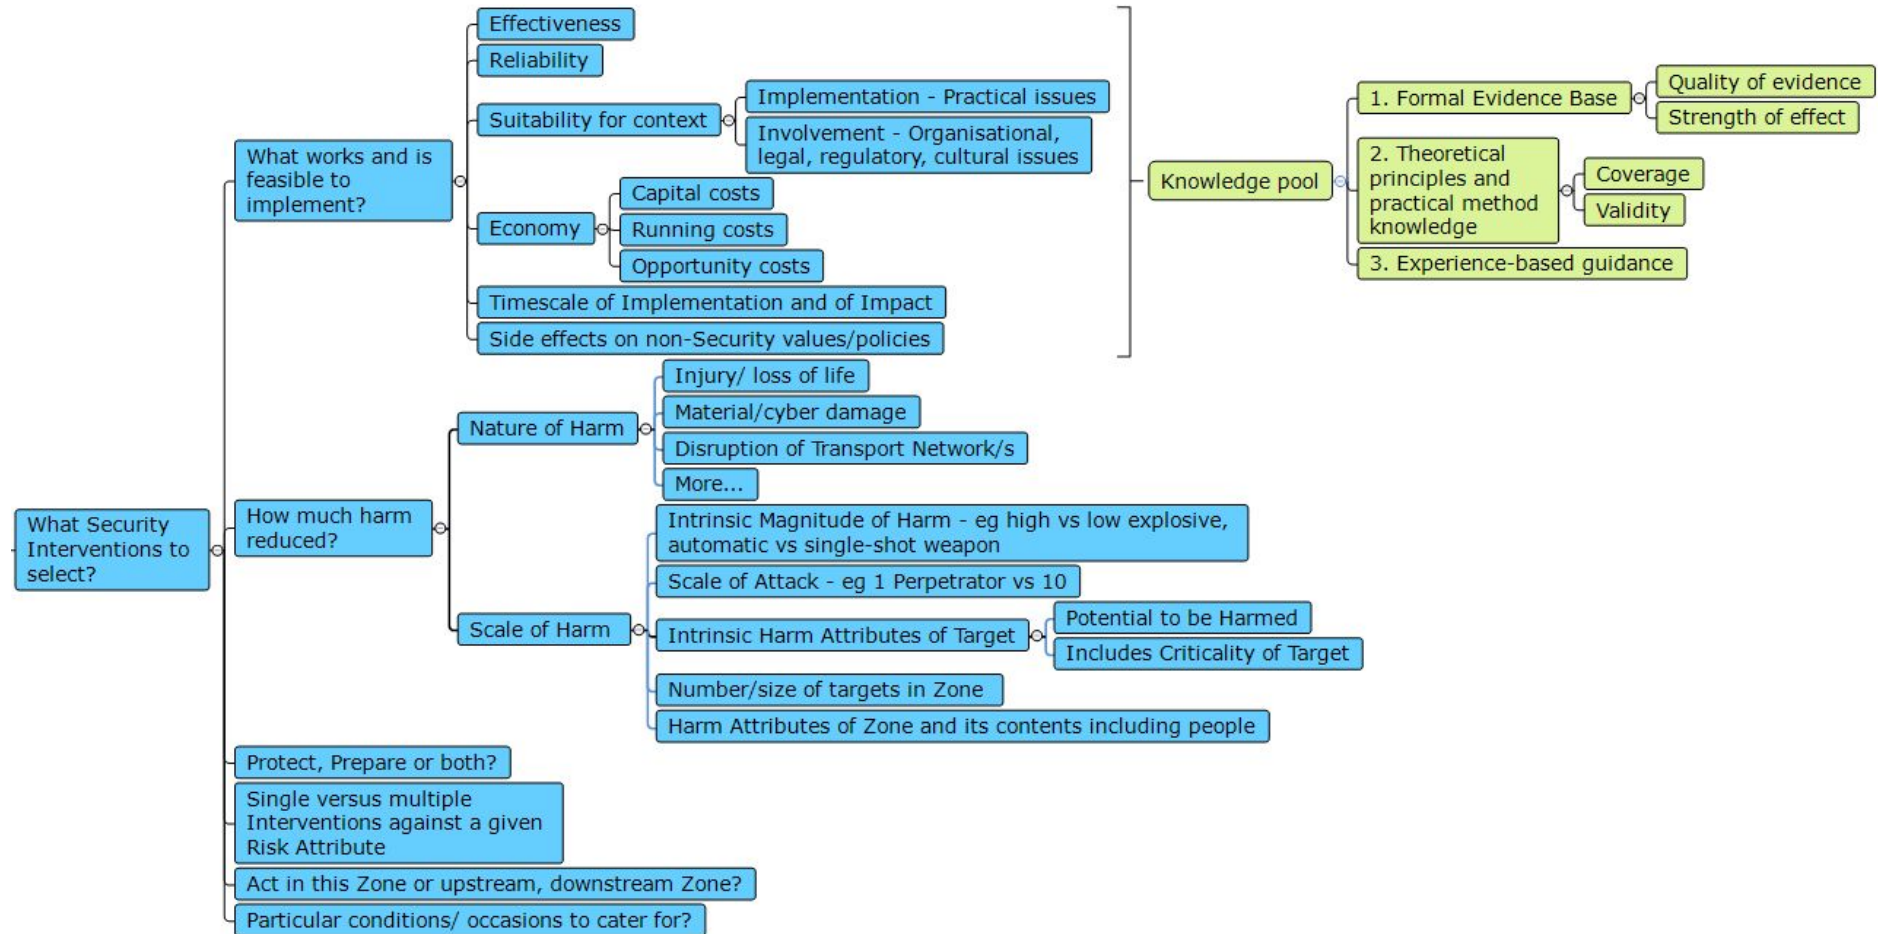 What Security
Interventions to
select?
What works and is
feasible to
implement?
Effectiveness
Reliability
Suitability for context
Implementation - Practical issues
Involvement - Organisational,
legal, regulatory, cultural issues
Economy
Capital costs
Running costs
Opportunity costs
Timescale of Implementation and of Impact
Side effects on non-Security values/policies
Knowledge pool
1. Formal Evidence Base
Quality of evidence
Strength of effect
2. Theoretical
principles and
practical method
knowledge
Coverage
Validity
3. Experience-based guidance
How much harm
reduced?
Nature of Harm
Injury/ loss of life
Material/cyber damage
Disruption of Transport Network/s
More...
Scale of Harm
Intrinsic Magnitude of Harm - eg high vs low explosive,
automatic vs single-shot weapon
Scale of Attack - eg 1 Perpetrator vs 10
Intrinsic Harm Attributes of Target
Potential to be Harmed
Includes Criticality of Target
Number/size of targets in Zone
Harm Attributes of Zone and its contents including people
Protect, Prepare or both?
Single versus multiple
Interventions against a given
Risk Attribute
Act in this Zone or upstream, downstream Zone?
Particular conditions/ occasions to cater for?